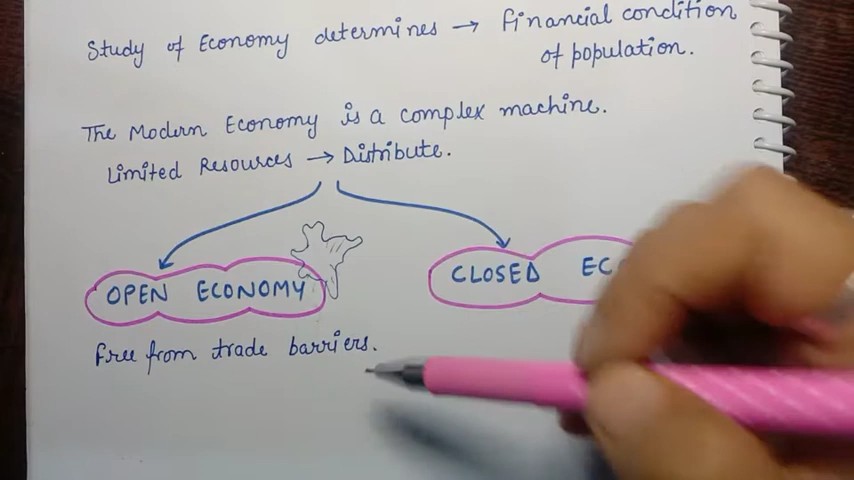 Study of Economy determines → Financial condition
of population.
The Modern Economy is a complex machine.
Limited Resources → Distribute.
OPEN ECONOMY
CLOSED
Free from trade barriers.